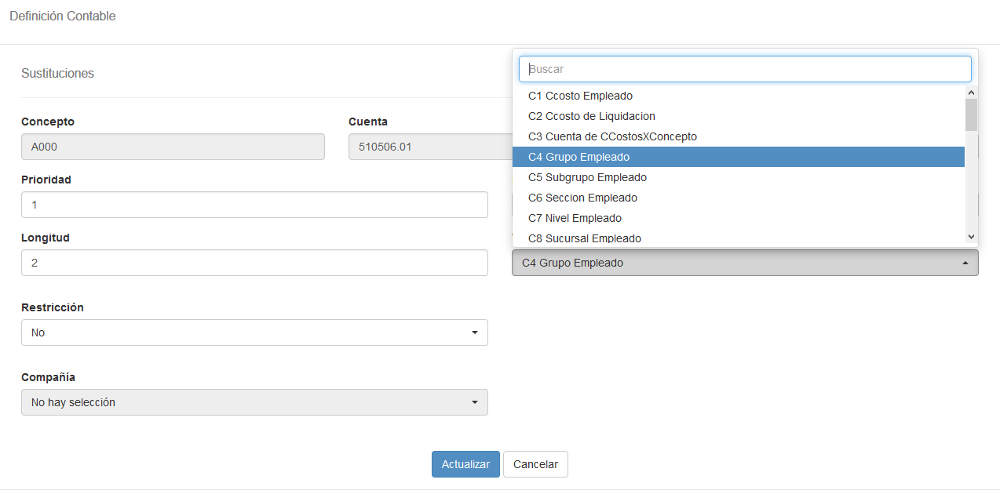 Definición Contable
Sustituciones
Buscar
C1 Ccosto Empleado
C2 Ccosto de Liquidacion
C3 Cuenta de CCostosXConcepto
C4 Grupo Empleado
C5 Subgrupo Empleado
C6 Seccion Empleado
C7 Nivel Empleado
C8 Sucursal Empleado
Concepto
Cuenta
A000
510506.01
Prioridad
1
Longitud
2
C4 Grupo Empleado
Restricción
No
Compañía
No hay selección
Actualizar
Cancelar